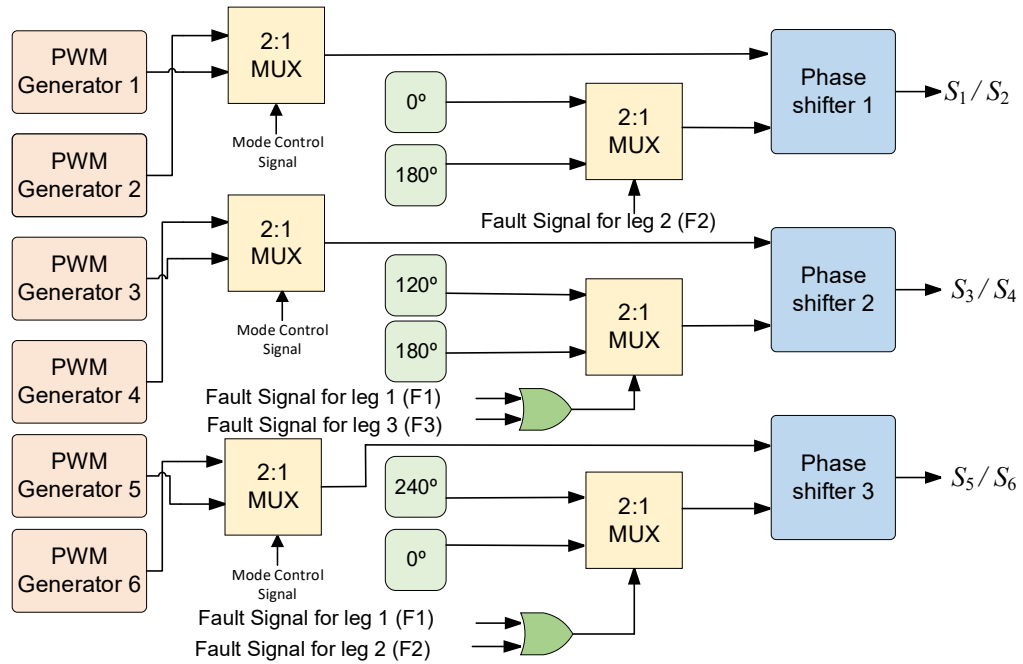 PWM
Generator 1
PWM
Generator 2
2:1
MUX
Mode Control
Signal
0º
180º
2:1
MUX
Fault Signal for leg 2 (F2)
Phase
shifter 1
S₁ / S₂
PWM
Generator 3
PWM
Generator 4
2:1
MUX
Mode Control
Signal
120º
180º
2:1
MUX
Fault Signal for leg 1 (F1)
Fault Signal for leg 3 (F3)
Phase
shifter 2
S₃ / S₄
PWM
Generator 5
PWM
Generator 6
2:1
MUX
Mode Control
Signal
240º
0º
2:1
MUX
Fault Signal for leg 1 (F1)
Fault Signal for leg 2 (F2)
Phase
shifter 3
S₅ / S₆